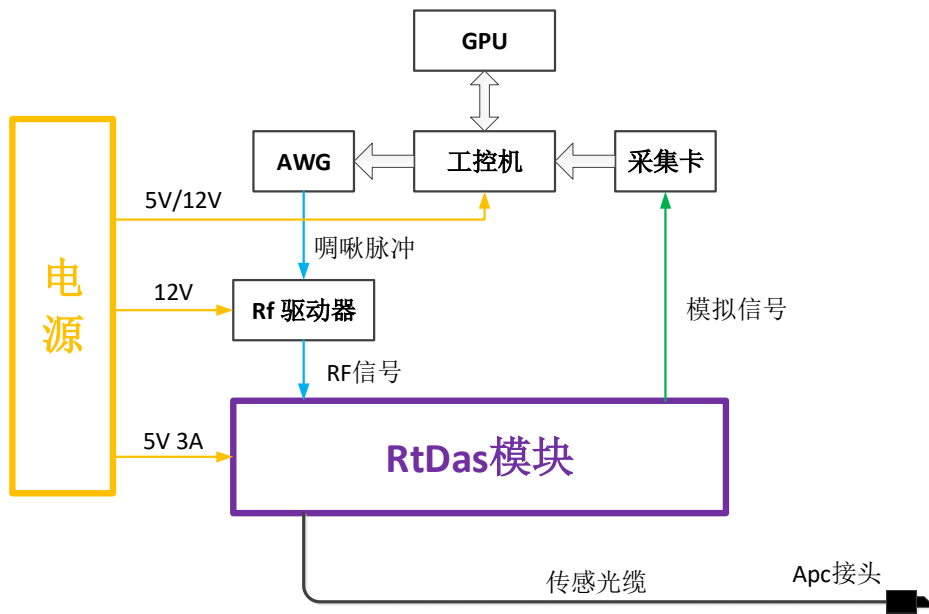 GPU
AWG
工控机
采集卡
5V/12V
啁啾脉冲
电
源
12V
Rf 驱动器
模拟信号
RF信号
5V 3A
RtDas模块
传感光缆
Apc接头